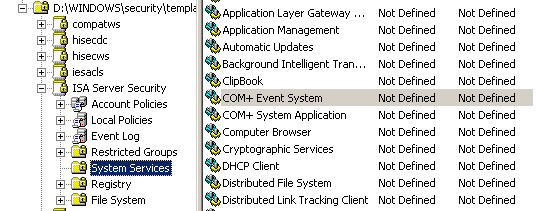 D:\WINDOWS\security\templa
compatws
hisecdc
hisecws
iesacls
ISA Server Security
Account Policies
Local Policies
Event Log
Restricted Groups
System Services
Registry
File System
Application Layer Gateway ... Not Defined Not Defined
Application Management Not Defined Not Defined
Automatic Updates Not Defined Not Defined
Background Intelligent Tran... Not Defined Not Defined
ClipBook Not Defined Not Defined
COM+ Event System Not Defined Not Defined
COM+ System Application Not Defined Not Defined
Computer Browser Not Defined Not Defined
Cryptographic Services Not Defined Not Defined
DHCP Client Not Defined Not Defined
Distributed File System Not Defined Not Defined
Distributed Link Tracking Client Not Defined Not Defined